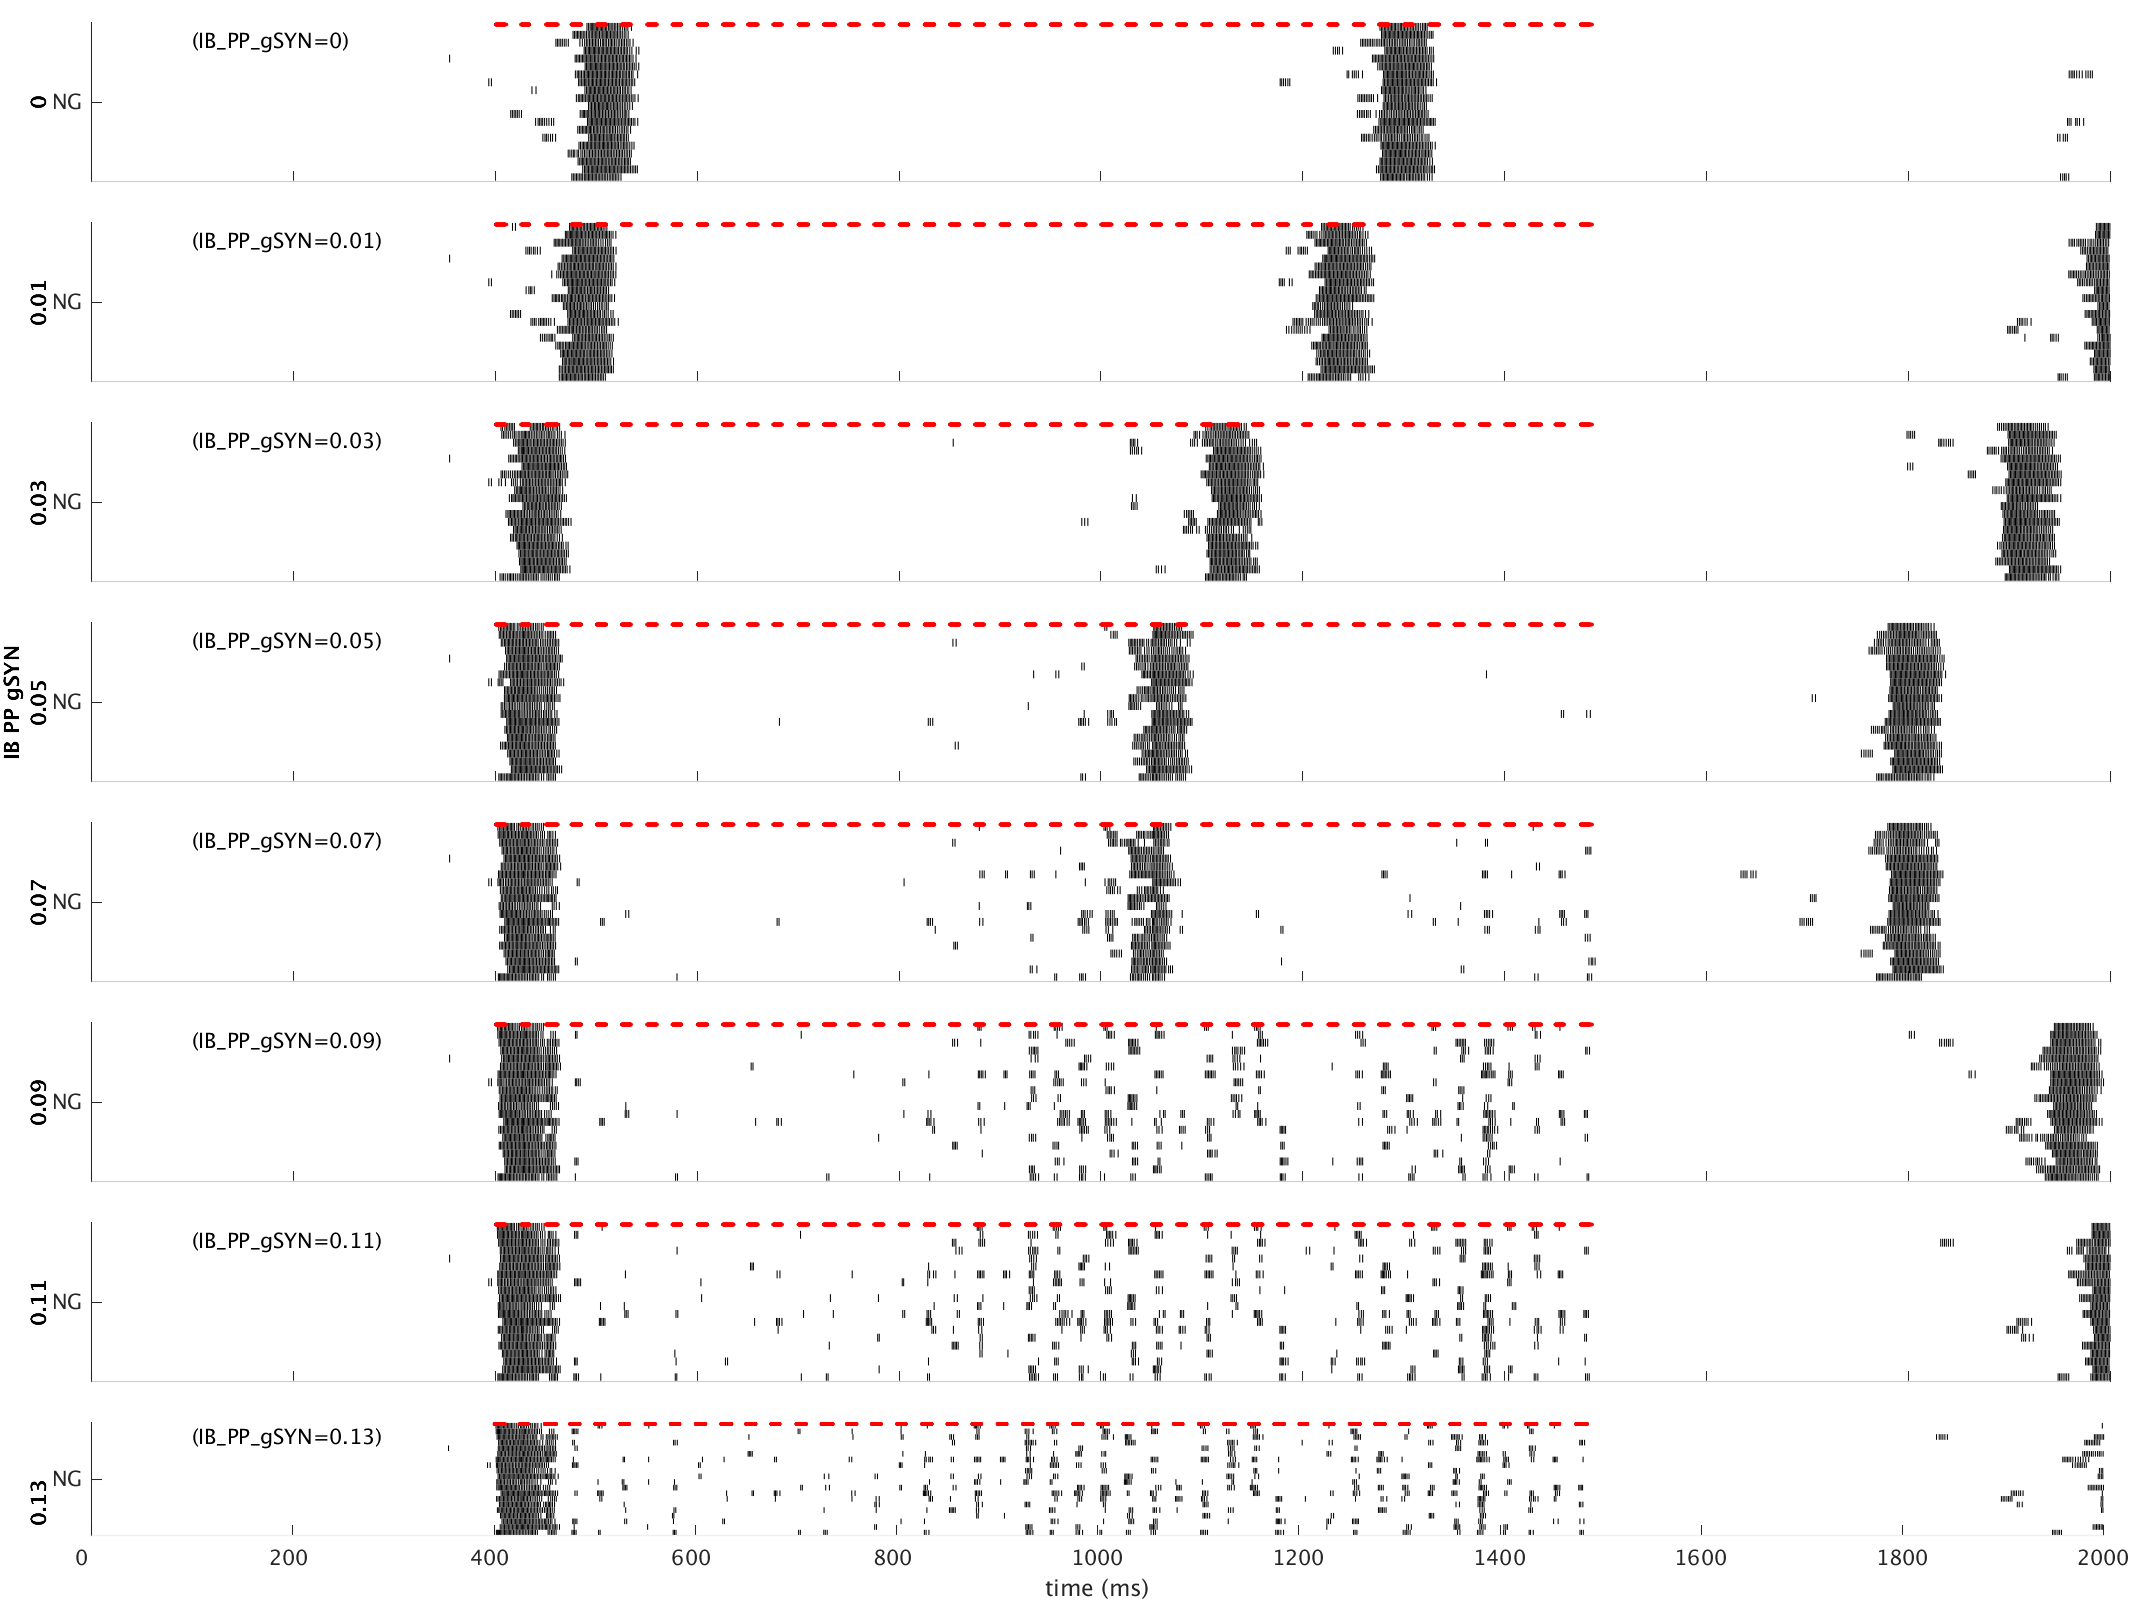 (IB_PP_gSYN=0)
0 NG
(IB_PP_gSYN=0.01)
0.01 NG
(IB_PP_gSYN=0.03)
0.03 NG
(IB_PP_gSYN=0.05)
IB PP gSYN
0.05 NG
(IB_PP_gSYN=0.07)
0.07 NG
(IB_PP_gSYN=0.09)
0.09 NG
(IB_PP_gSYN=0.11)
0.11 NG
(IB_PP_gSYN=0.13)
0.13 NG
0 200 400 600 800 1000 1200 1400 1600 1800 2000
time (ms)